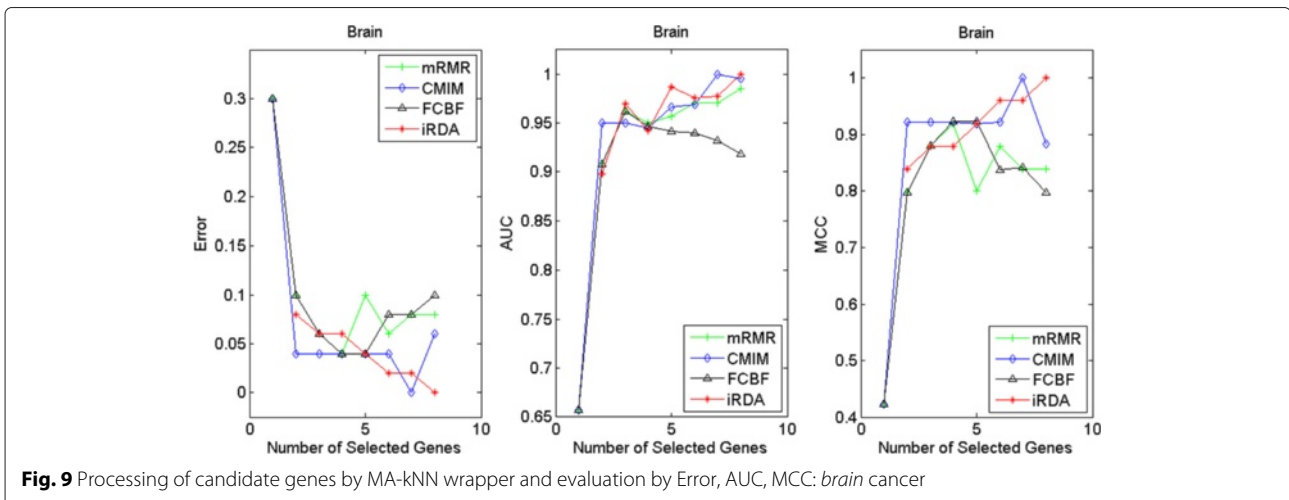 Brain
0.3
0.25
0.2
0.15
0.1
0.05
0
Error
0 5 10
Number of Selected Genes
mRMR
CMIM
FCBF
iRDA
Brain
1
0.95
0.9
0.85
0.8
0.75
0.7
0.65
AUC
0 5 10
Number of Selected Genes
mRMR
CMIM
FCBF
iRDA
Brain
1
0.9
0.8
0.7
0.6
0.5
0.4
MCC
0 5 10
Number of Selected Genes
mRMR
CMIM
FCBF
iRDA
Fig. 9 Processing of candidate genes by MA-kNN wrapper and evaluation by Error, AUC, MCC: brain cancer